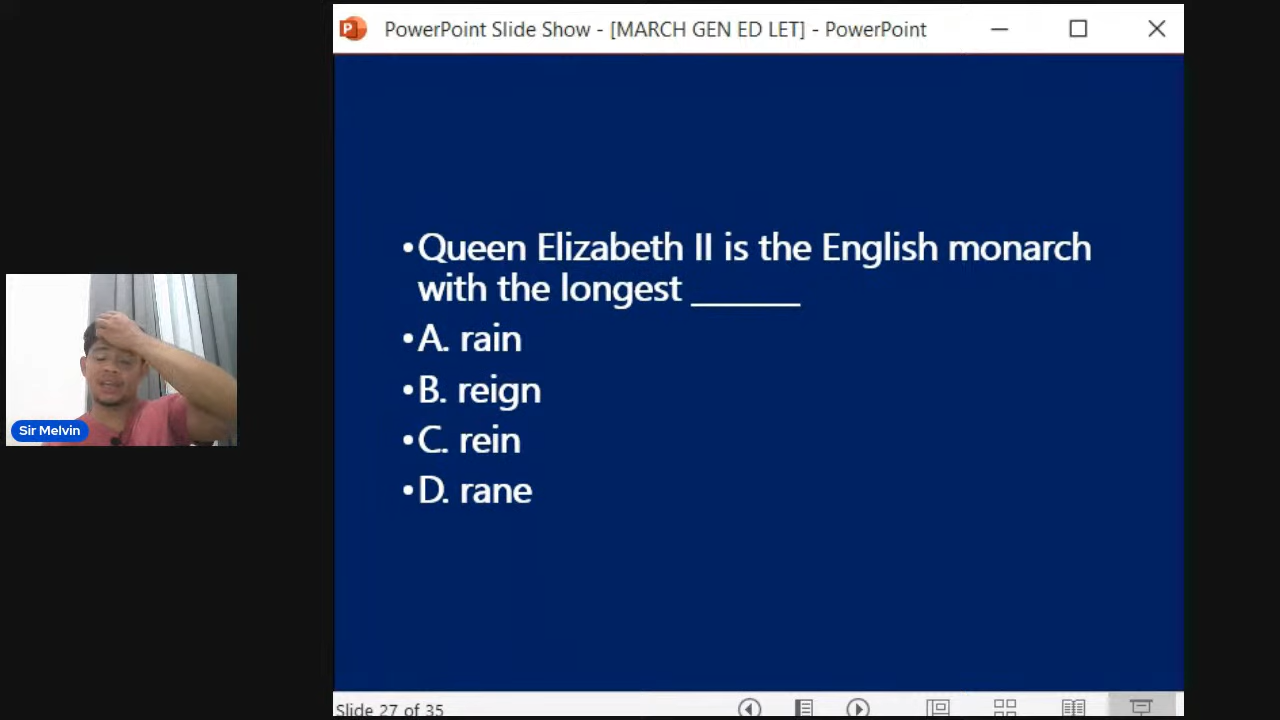 PowerPoint Slide Show - [MARCH GEN ED LET] - PowerPoint
•Queen Elizabeth II is the English monarch
with the longest ______
•A. rain
•B. reign
•C. rein
•D. rane
Sir Melvin
Slide 27 of 35